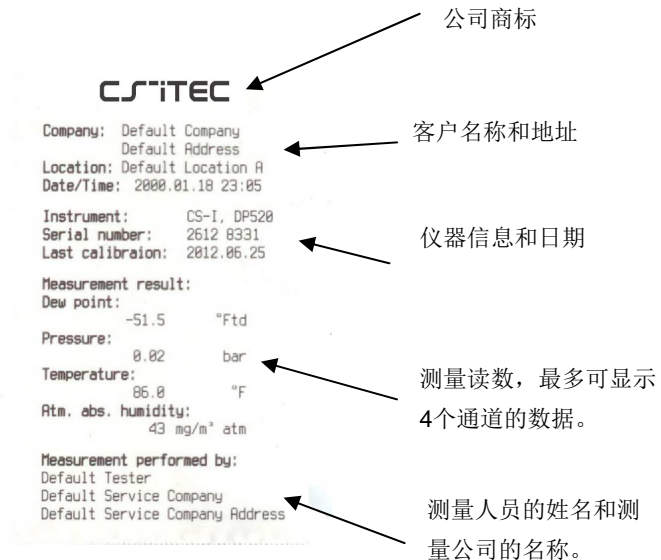 公司商标
CS-iTEC
Company: Default Company
Default Address
客户名称和地址
Location: Default Location A
Date/Time: 2000.01.18 23:05
Instrument: CS-I, DP520
Serial number: 2612 8331
Last calibraion: 2012.06.25
仪器信息和日期
Measurement result:
Dew point:
-51.5 °Ftd
Pressure:
0.02 bar
Temperature:
86.0 °F
Atm. abs. humidity:
43 mg/m³ atm
测量读数，最多可显示
4个通道的数据。
Measurement performed by:
Default Tester
Default Service Company
Default Service Company Address
测量人员的姓名和测
量公司的名称。